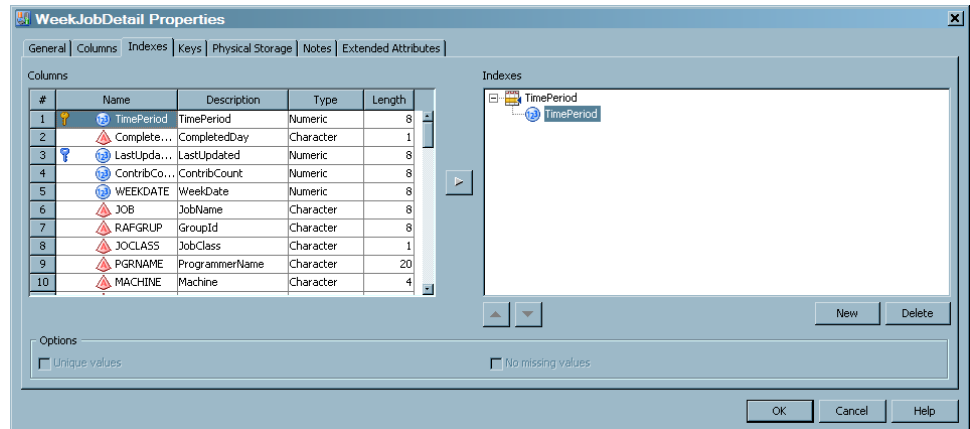 WeekJobDetail Properties
General Columns Indexes Keys Physical Storage Notes Extended Attributes
Columns
# Name Description Type Length
1 TimePeriod TimePeriod Numeric 8
2 Complete... CompletedDay Character 1
3 LastUpda... LastUpdated Numeric 8
4 ContribCo... ContribCount Numeric 8
5 WEEKDATE WeekDate Numeric 8
6 JOB JobName Character 8
7 RAFGRUP GroupId Character 8
8 JOCLASS JobClass Character 1
9 PGRNAME ProgrammerName Character 20
10 MACHINE Machine Character 4
Indexes
TimePeriod
123 TimePeriod
New Delete
Options
Unique values No missing values
OK Cancel Help